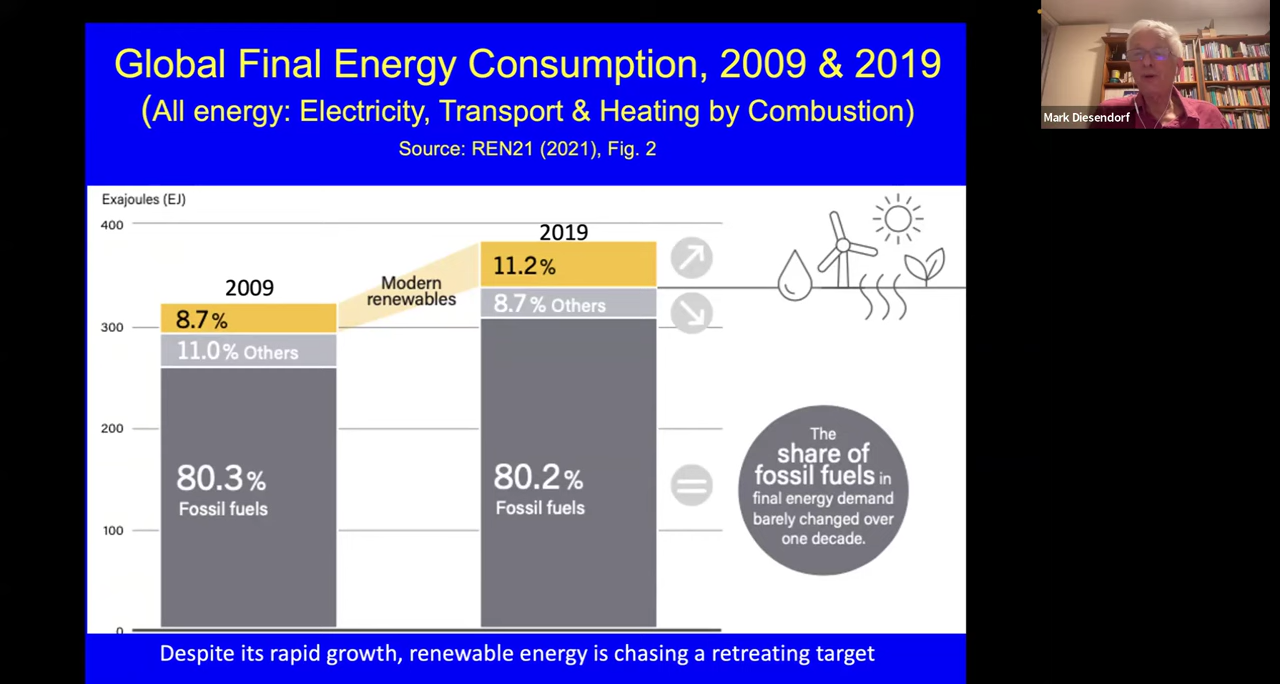 Global Final Energy Consumption, 2009 & 2019
(All energy: Electricity, Transport & Heating by Combustion)
Source: REN21 (2021), Fig. 2
Mark Diesendorf
Exajoules (EJ)
400
300
200
100
0
2009
8.7%
11.0% Others
80.3%
Fossil fuels
Modern
renewables
2019
11.2%
8.7% Others
80.2%
Fossil fuels
The
share of
fossil fuels in
final energy demand
barely changed over
one decade.
Despite its rapid growth, renewable energy is chasing a retreating target